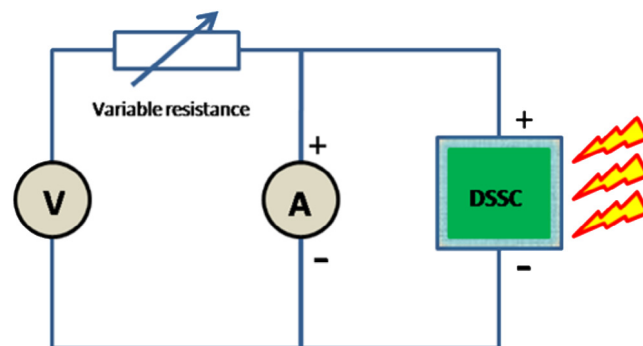 Variable resistance
+
+
V
A
DSSC
-
-